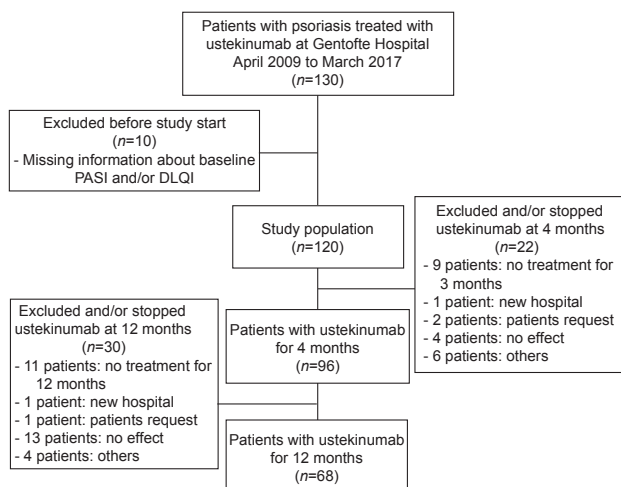 Patients with psoriasis treated with
ustekinumab at Gentofte Hospital
April 2009 to March 2017
(n=130)
Excluded before study start
(n=10)
- Missing information about baseline
PASI and/or DLQI
Study population
(n=120)
Excluded and/or stopped
ustekinumab at 4 months
(n=22)
- 9 patients: no treatment for
3 months
- 1 patient: new hospital
- 2 patients: patients request
- 4 patients: no effect
- 6 patients: others
Patients with ustekinumab
for 4 months
(n=96)
Excluded and/or stopped
ustekinumab at 12 months
(n=30)
- 11 patients: no treatment for
12 months
- 1 patient: new hospital
- 1 patient: patients request
- 13 patients: no effect
- 4 patients: others
Patients with ustekinumab
for 12 months
(n=68)